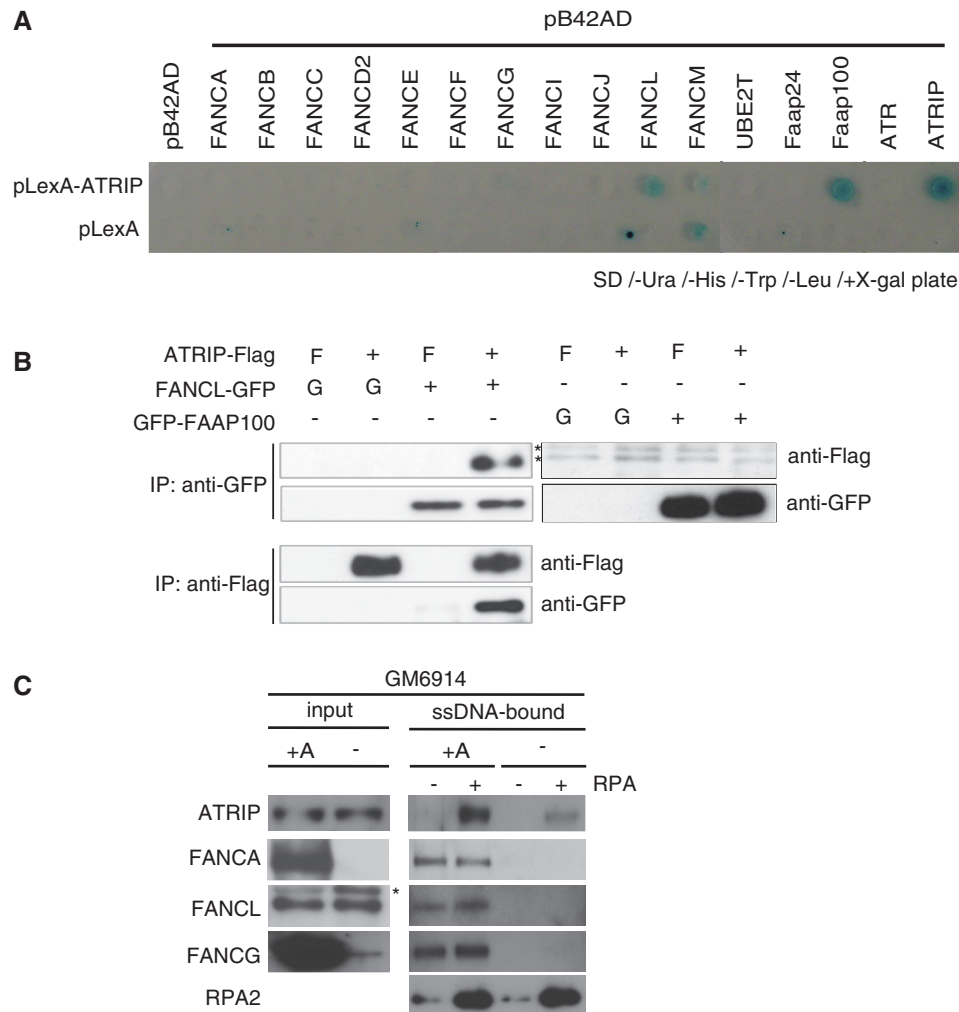 A
pB42AD
pB42AD FANCA FANCB FANCC FANCD2 FANCE FANCF FANCG FANCI FANCJ FANCL FANCM UBE2T Faap24 Faap100 ATR ATRIP
pLexA-ATRIP
pLexA
SD /-Ura /-His /-Trp /-Leu /+X-gal plate
B
ATRIP-Flag F + F + F + F +
FANCL-GFP G G + + - - - -
GFP-FAAP100 - - - - G G + +
IP: anti-GFP
*
*
anti-Flag
anti-GFP
IP: anti-Flag
anti-Flag
anti-GFP
C
GM6914
input ssDNA-bound
+A - +A -
- + - + RPA
ATRIP
FANCA
FANCL *
FANCG
RPA2